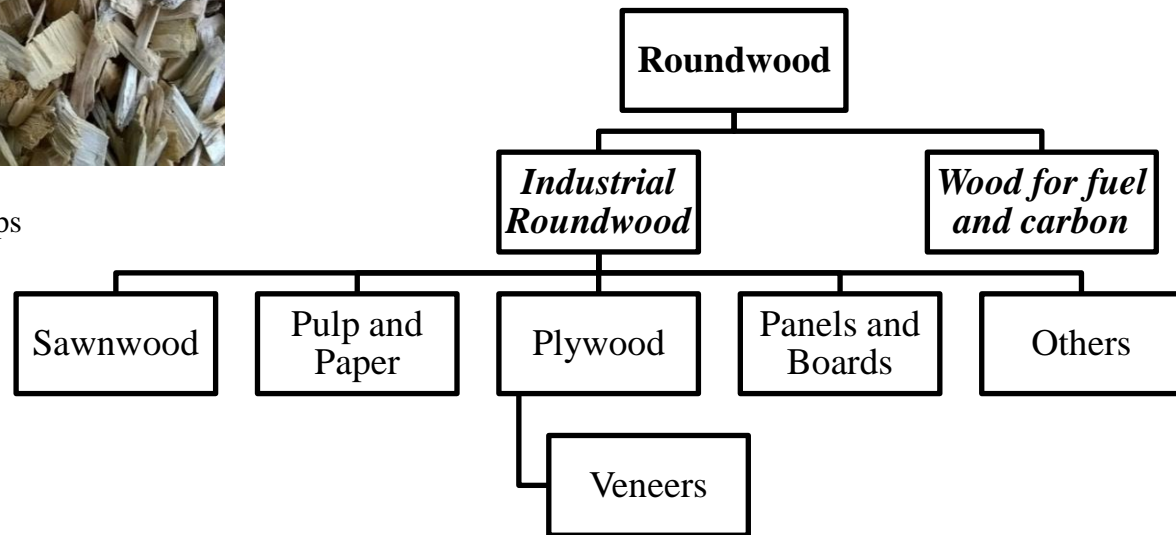 Roundwood
Industrial
Roundwood
Wood for fuel
and carbon
Sawnwood
Pulp and
Paper
Plywood
Panels and
Boards
Others
Veneers